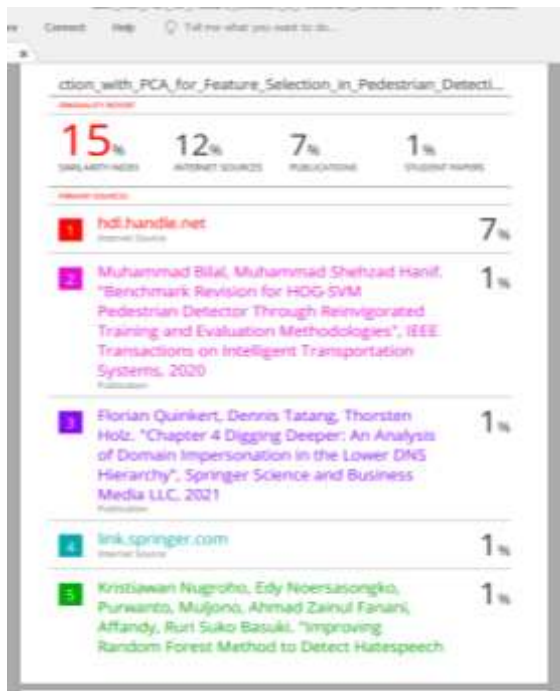 Connect Help Tell me what you want to do...
ction_with_PCA_for_Feature_Selection_in_Pedestrian_Detecti...
ORIGINALITY REPORT
15% 12% 7% 1%
SIMILARITY INDEX INTERNET SOURCES PUBLICATIONS STUDENT PAPERS
PRIMARY SOURCES
1 hdl.handle.net 7%
Internet Source
2 Muhammad Bilal, Muhammad Shehzad Hanif. 1%
"Benchmark Revision for HOG-SVM
Pedestrian Detector Through Reinvigorated
Training and Evaluation Methodologies", IEEE
Transactions on Intelligent Transportation
Systems, 2020
Publication
3 Florian Quinkert, Dennis Tatang, Thorsten 1%
Holz. "Chapter 4 Digging Deeper: An Analysis
of Domain Impersonation in the Lower DNS
Hierarchy", Springer Science and Business
Media LLC, 2021
Publication
4 link.springer.com 1%
Internet Source
5 Kristiawan Nugroho, Edy Noersasongko, 1%
Purwanto, Muljono, Ahmad Zainul Fanani,
Affandy, Ruri Suko Basuki. "Improving
Random Forest Method to Detect Hatespeech